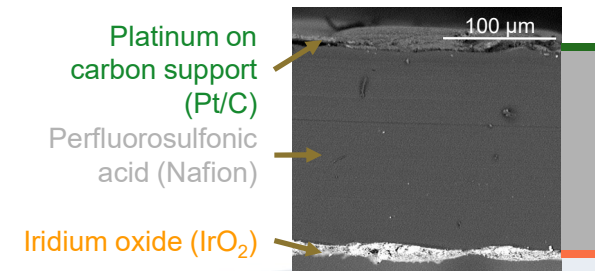 100 µm
Platinum on
carbon support
(Pt/C)
Perfluorosulfonic
acid (Nafion)
Iridium oxide (IrO₂)